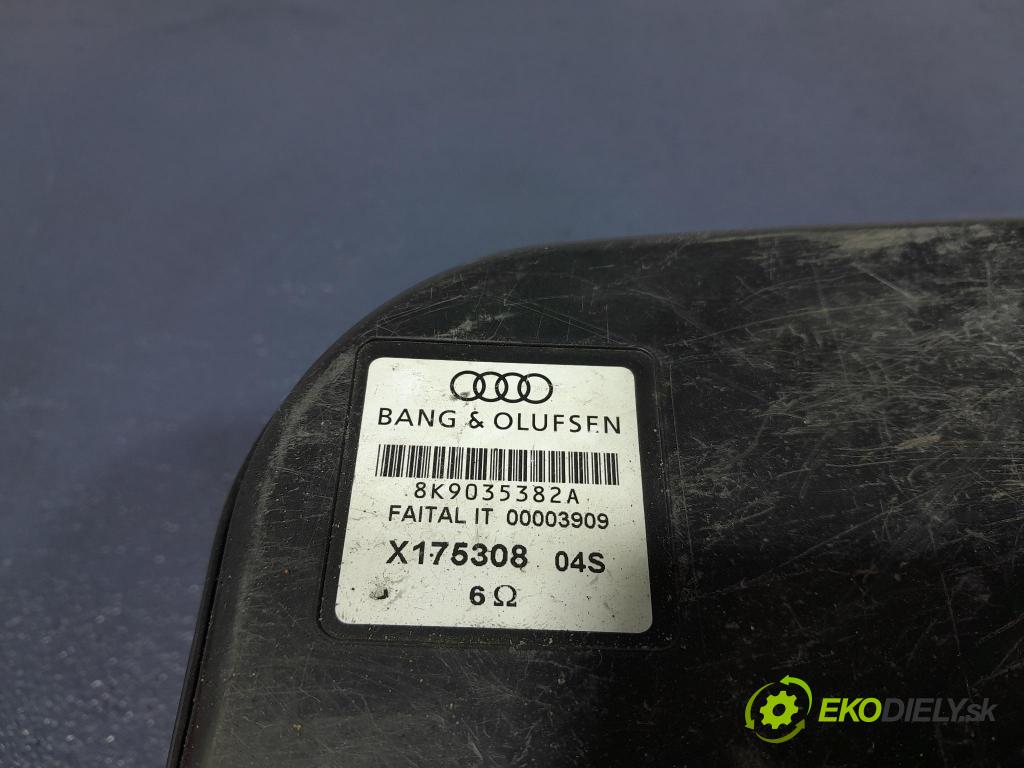 BANG & OLUFSEN
8K9035382A
FAITAL IT 00003909
X175308 04S
6 Ω
EKODIELY.sk